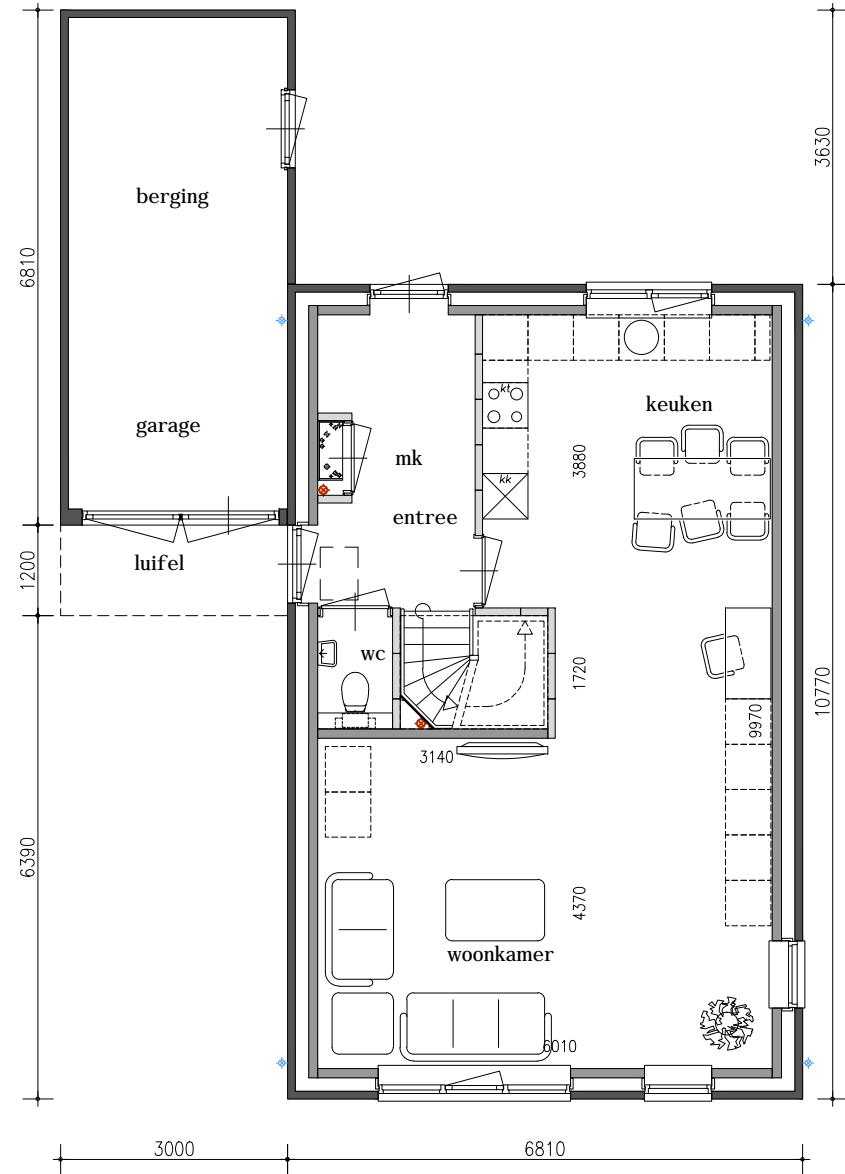 3630
berging
6810
kt
keuken
garage
3880
mk
kk
entree
luifel
1200
wc
1720
10770
9970
3140
6390
4370
woonkamer
6010
3000
6810